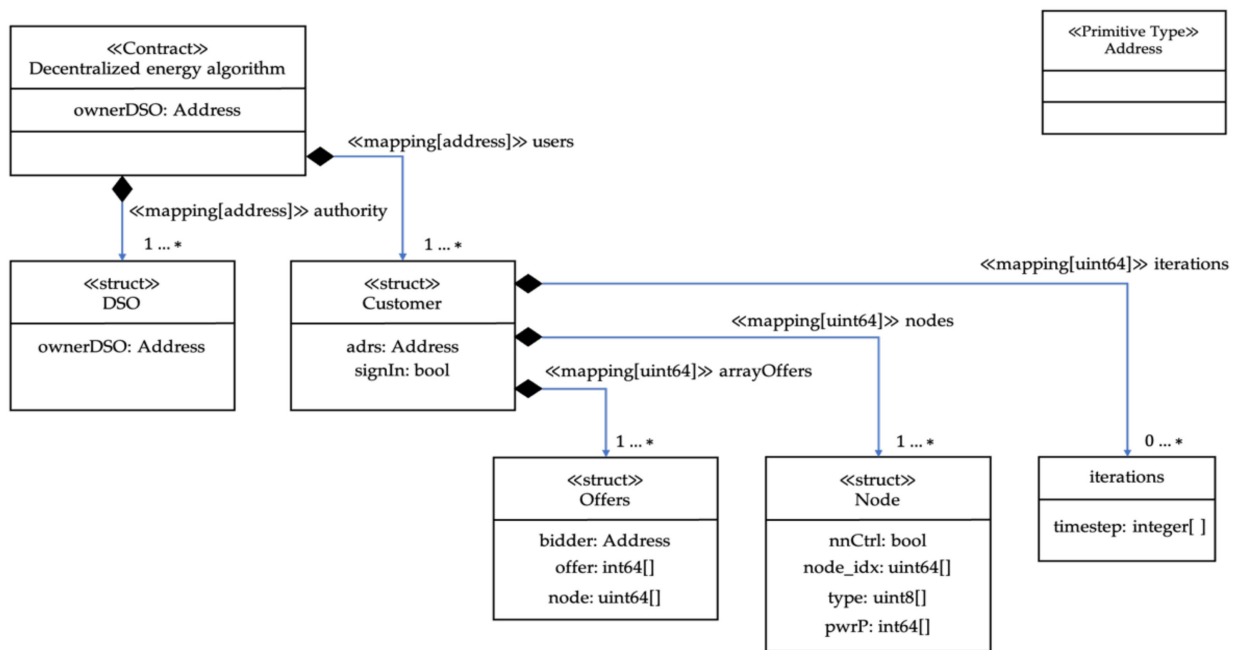 ≪Contract≫
Decentralized energy algorithm
ownerDSO: Address
≪Primitive Type≫
Address
≪mapping[address]≫ users
≪mapping[address]≫ authority
1 ... *
1 ... *
≪struct≫
DSO
ownerDSO: Address
≪struct≫
Customer
adrs: Address
signIn: bool
≪mapping[uint64]≫ iterations
≪mapping[uint64]≫ nodes
≪mapping[uint64]≫ arrayOffers
1 ... *
1 ... *
0 ... *
≪struct≫
Offers
bidder: Address
offer: int64[]
node: uint64[]
≪struct≫
Node
nnCtrl: bool
node_idx: uint64[]
type: uint8[]
pwrP: int64[]
iterations
timestep: integer[ ]